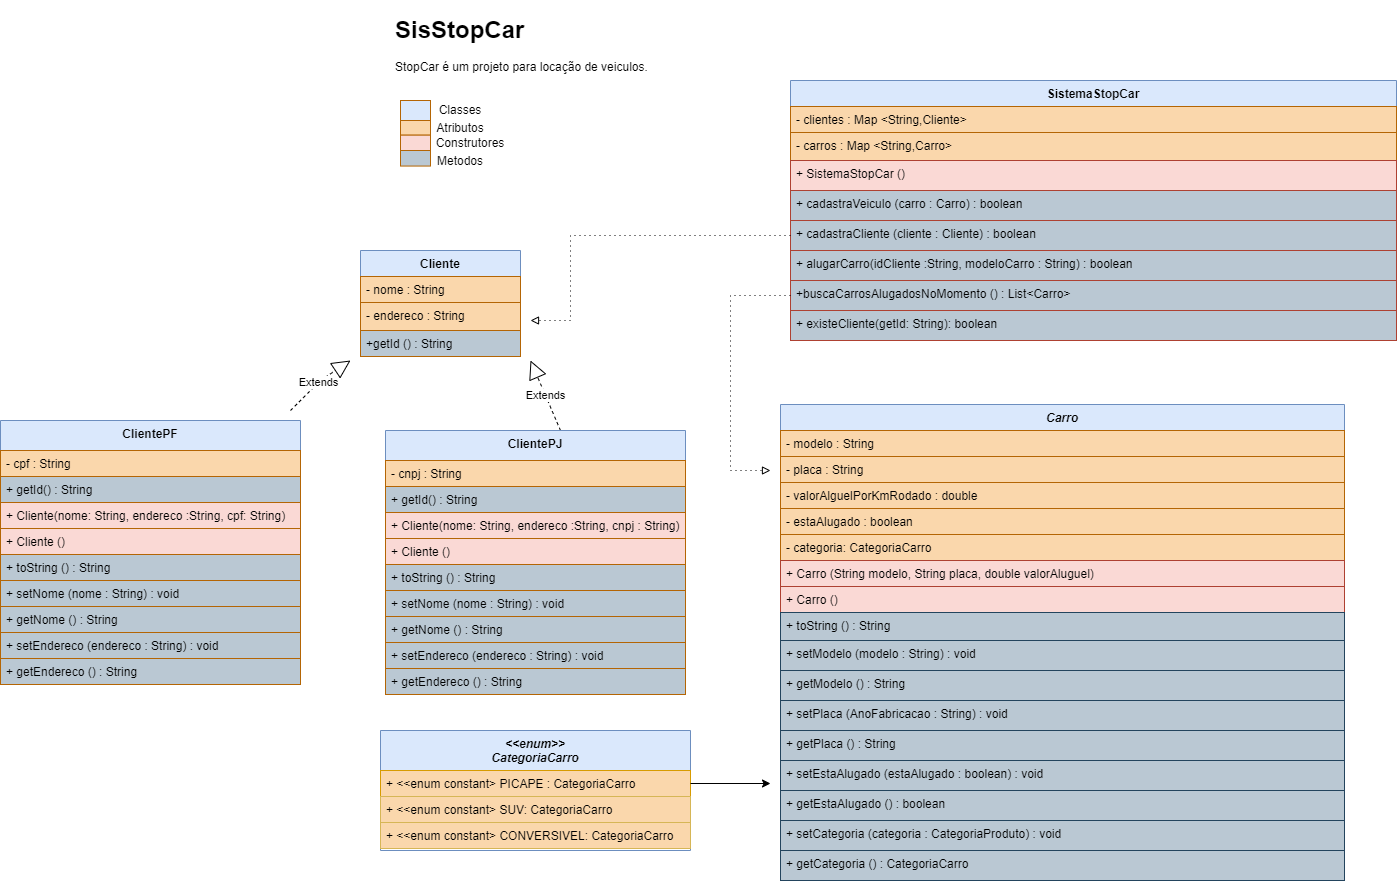 SisStopCar
StopCar é um projeto para locação de veiculos.
Classes
Atributos
Construtores
Metodos
SistemaStopCar
- clientes : Map <String,Cliente>
- carros : Map <String,Carro>
+ SistemaStopCar ()
+ cadastraVeiculo (carro : Carro) : boolean
+ cadastraCliente (cliente : Cliente) : boolean
+ alugarCarro(idCliente :String, modeloCarro : String) : boolean
+buscaCarrosAlugadosNoMomento () : List<Carro>
+ existeCliente(getId: String): boolean
Cliente
- nome : String
- endereco : String
+getId () : String
Extends
Extends
ClientePF
- cpf : String
+ getId() : String
+ Cliente(nome: String, endereco :String, cpf: String)
+ Cliente ()
+ toString () : String
+ setNome (nome : String) : void
+ getNome () : String
+ setEndereco (endereco : String) : void
+ getEndereco () : String
ClientePJ
- cnpj : String
+ getId() : String
+ Cliente(nome: String, endereco :String, cnpj : String)
+ Cliente ()
+ toString () : String
+ setNome (nome : String) : void
+ getNome () : String
+ setEndereco (endereco : String) : void
+ getEndereco () : String
Carro
- modelo : String
- placa : String
- valorAlguelPorKmRodado : double
- estaAlugado : boolean
- categoria: CategoriaCarro
+ Carro (String modelo, String placa, double valorAluguel)
+ Carro ()
+ toString () : String
+ setModelo (modelo : String) : void
+ getModelo () : String
+ setPlaca (AnoFabricacao : String) : void
+ getPlaca () : String
+ setEstaAlugado (estaAlugado : boolean) : void
+ getEstaAlugado () : boolean
+ setCategoria (categoria : CategoriaProduto) : void
+ getCategoria () : CategoriaCarro
<<enum>>
CategoriaCarro
+ <<enum constant> PICAPE : CategoriaCarro
+ <<enum constant> SUV: CategoriaCarro
+ <<enum constant> CONVERSIVEL: CategoriaCarro